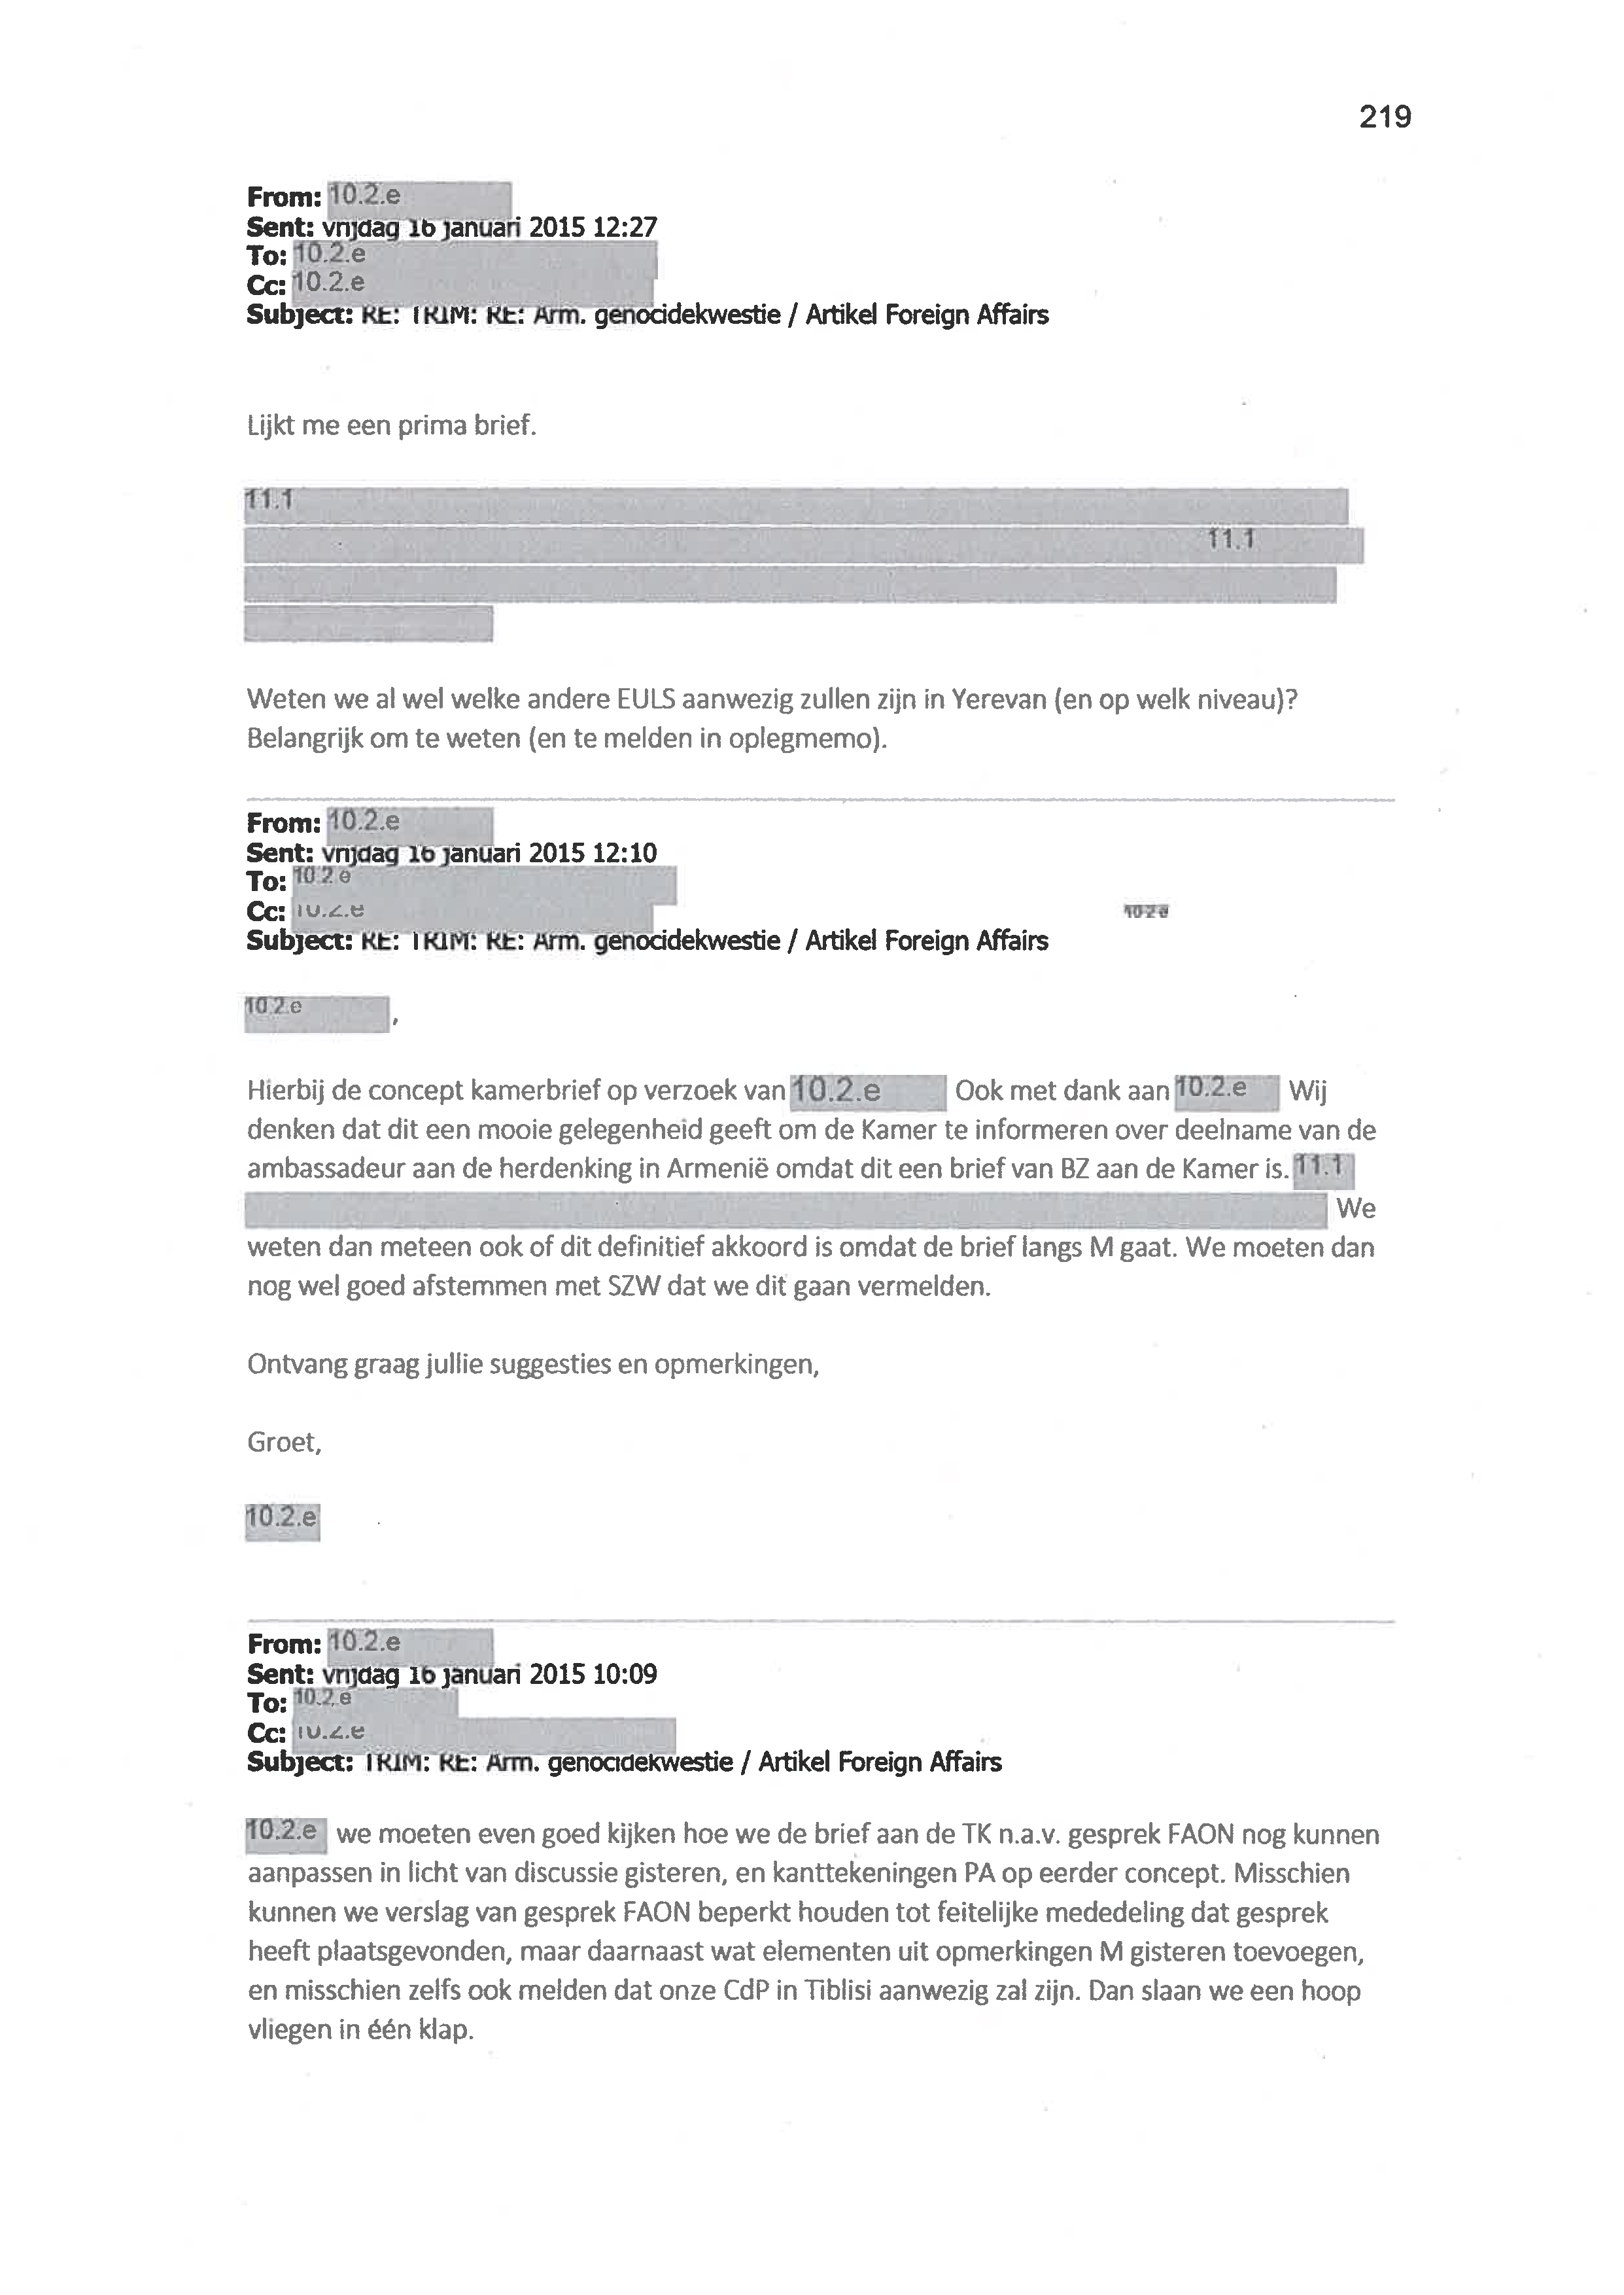 219
From: 10.2.e
Sent: vrijdag 16 januari 2015 12:27
To: 10.2.e
Cc: 10.2.e
Subject: RE: TRIM: RE: Arm. genocidekwestie / Artikel Foreign Affairs
Lijkt me een prima brief.
11.1
11.1
Weten we al wel welke andere EULS aanwezig zullen zijn in Yerevan (en op welk niveau)?
Belangrijk om te weten (en te melden in oplegmemo).
From: 10.2.e
Sent: vrijdag 16 januari 2015 12:10
To: 10.2.e
Cc: 10.2.e 10.2.e
Subject: RE: TRIM: RE: Arm. genocidekwestie / Artikel Foreign Affairs
10.2.e ,
Hierbij de concept kamerbrief op verzoek van 10.2.e Ook met dank aan 10.2.e Wij
denken dat dit een mooie gelegenheid geeft om de Kamer te informeren over deelname van de
ambassadeur aan de herdenking in Armenië omdat dit een brief van BZ aan de Kamer is. 11.1
We
weten dan meteen ook of dit definitief akkoord is omdat de brief langs M gaat. We moeten dan
nog wel goed afstemmen met SZW dat we dit gaan vermelden.
Ontvang graag jullie suggesties en opmerkingen,
Groet,
10.2.e
From: 10.2.e
Sent: vrijdag 16 januari 2015 10:09
To: 10.2.e
Cc: 10.2.e
Subject: TRIM: RE: Arm. genocidekwestie / Artikel Foreign Affairs
10.2.e we moeten even goed kijken hoe we de brief aan de TK n.a.v. gesprek FAON nog kunnen
aanpassen in licht van discussie gisteren, en kanttekeningen PA op eerder concept. Misschien
kunnen we verslag van gesprek FAON beperkt houden tot feitelijke mededeling dat gesprek
heeft plaatsgevonden, maar daarnaast wat elementen uit opmerkingen M gisteren toevoegen,
en misschien zelfs ook melden dat onze CdP in Tiblisi aanwezig zal zijn. Dan slaan we een hoop
vliegen in één klap.